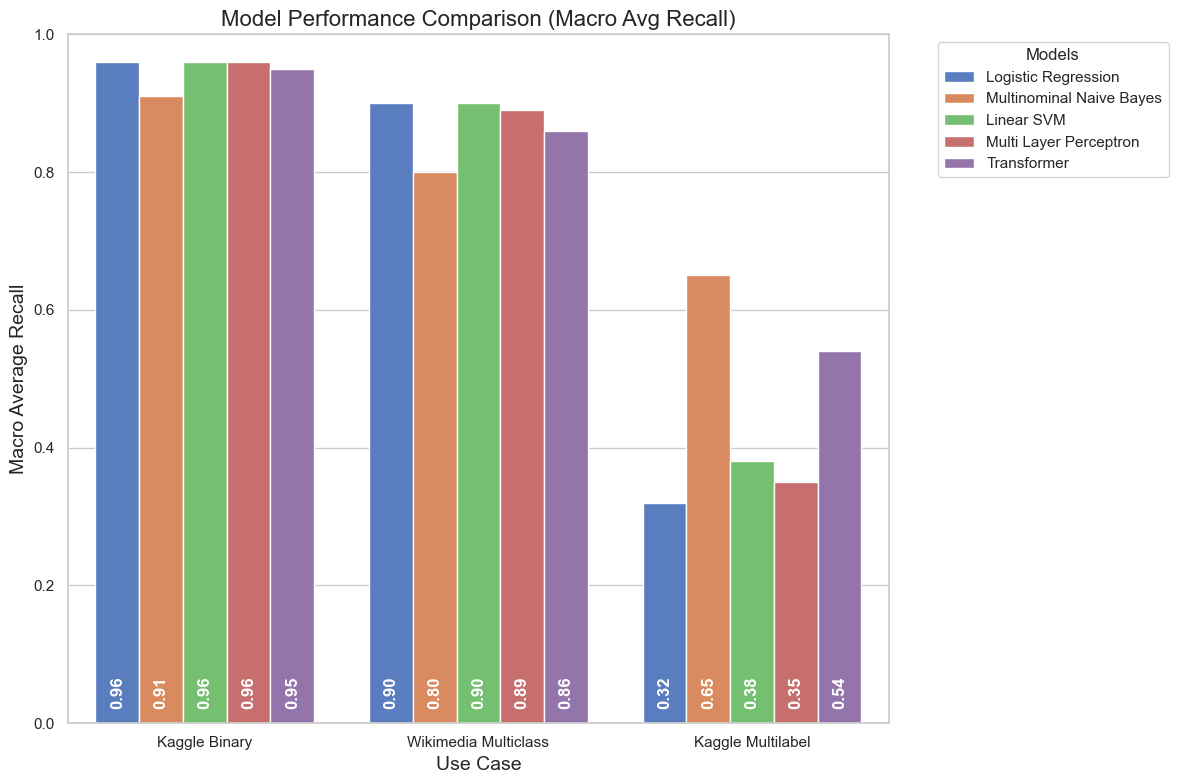 Model Performance Comparison (Macro Avg Recall)
Macro Average Recall
1.0
0.8
0.6
0.4
0.2
0.0
0.96
0.91
0.96
0.96
0.95
0.90
0.80
0.90
0.89
0.86
0.32
0.65
0.38
0.35
0.54
Kaggle Binary
Wikimedia Multiclass
Kaggle Multilabel
Use Case
Models
Logistic Regression
Multinominal Naive Bayes
Linear SVM
Multi Layer Perceptron
Transformer